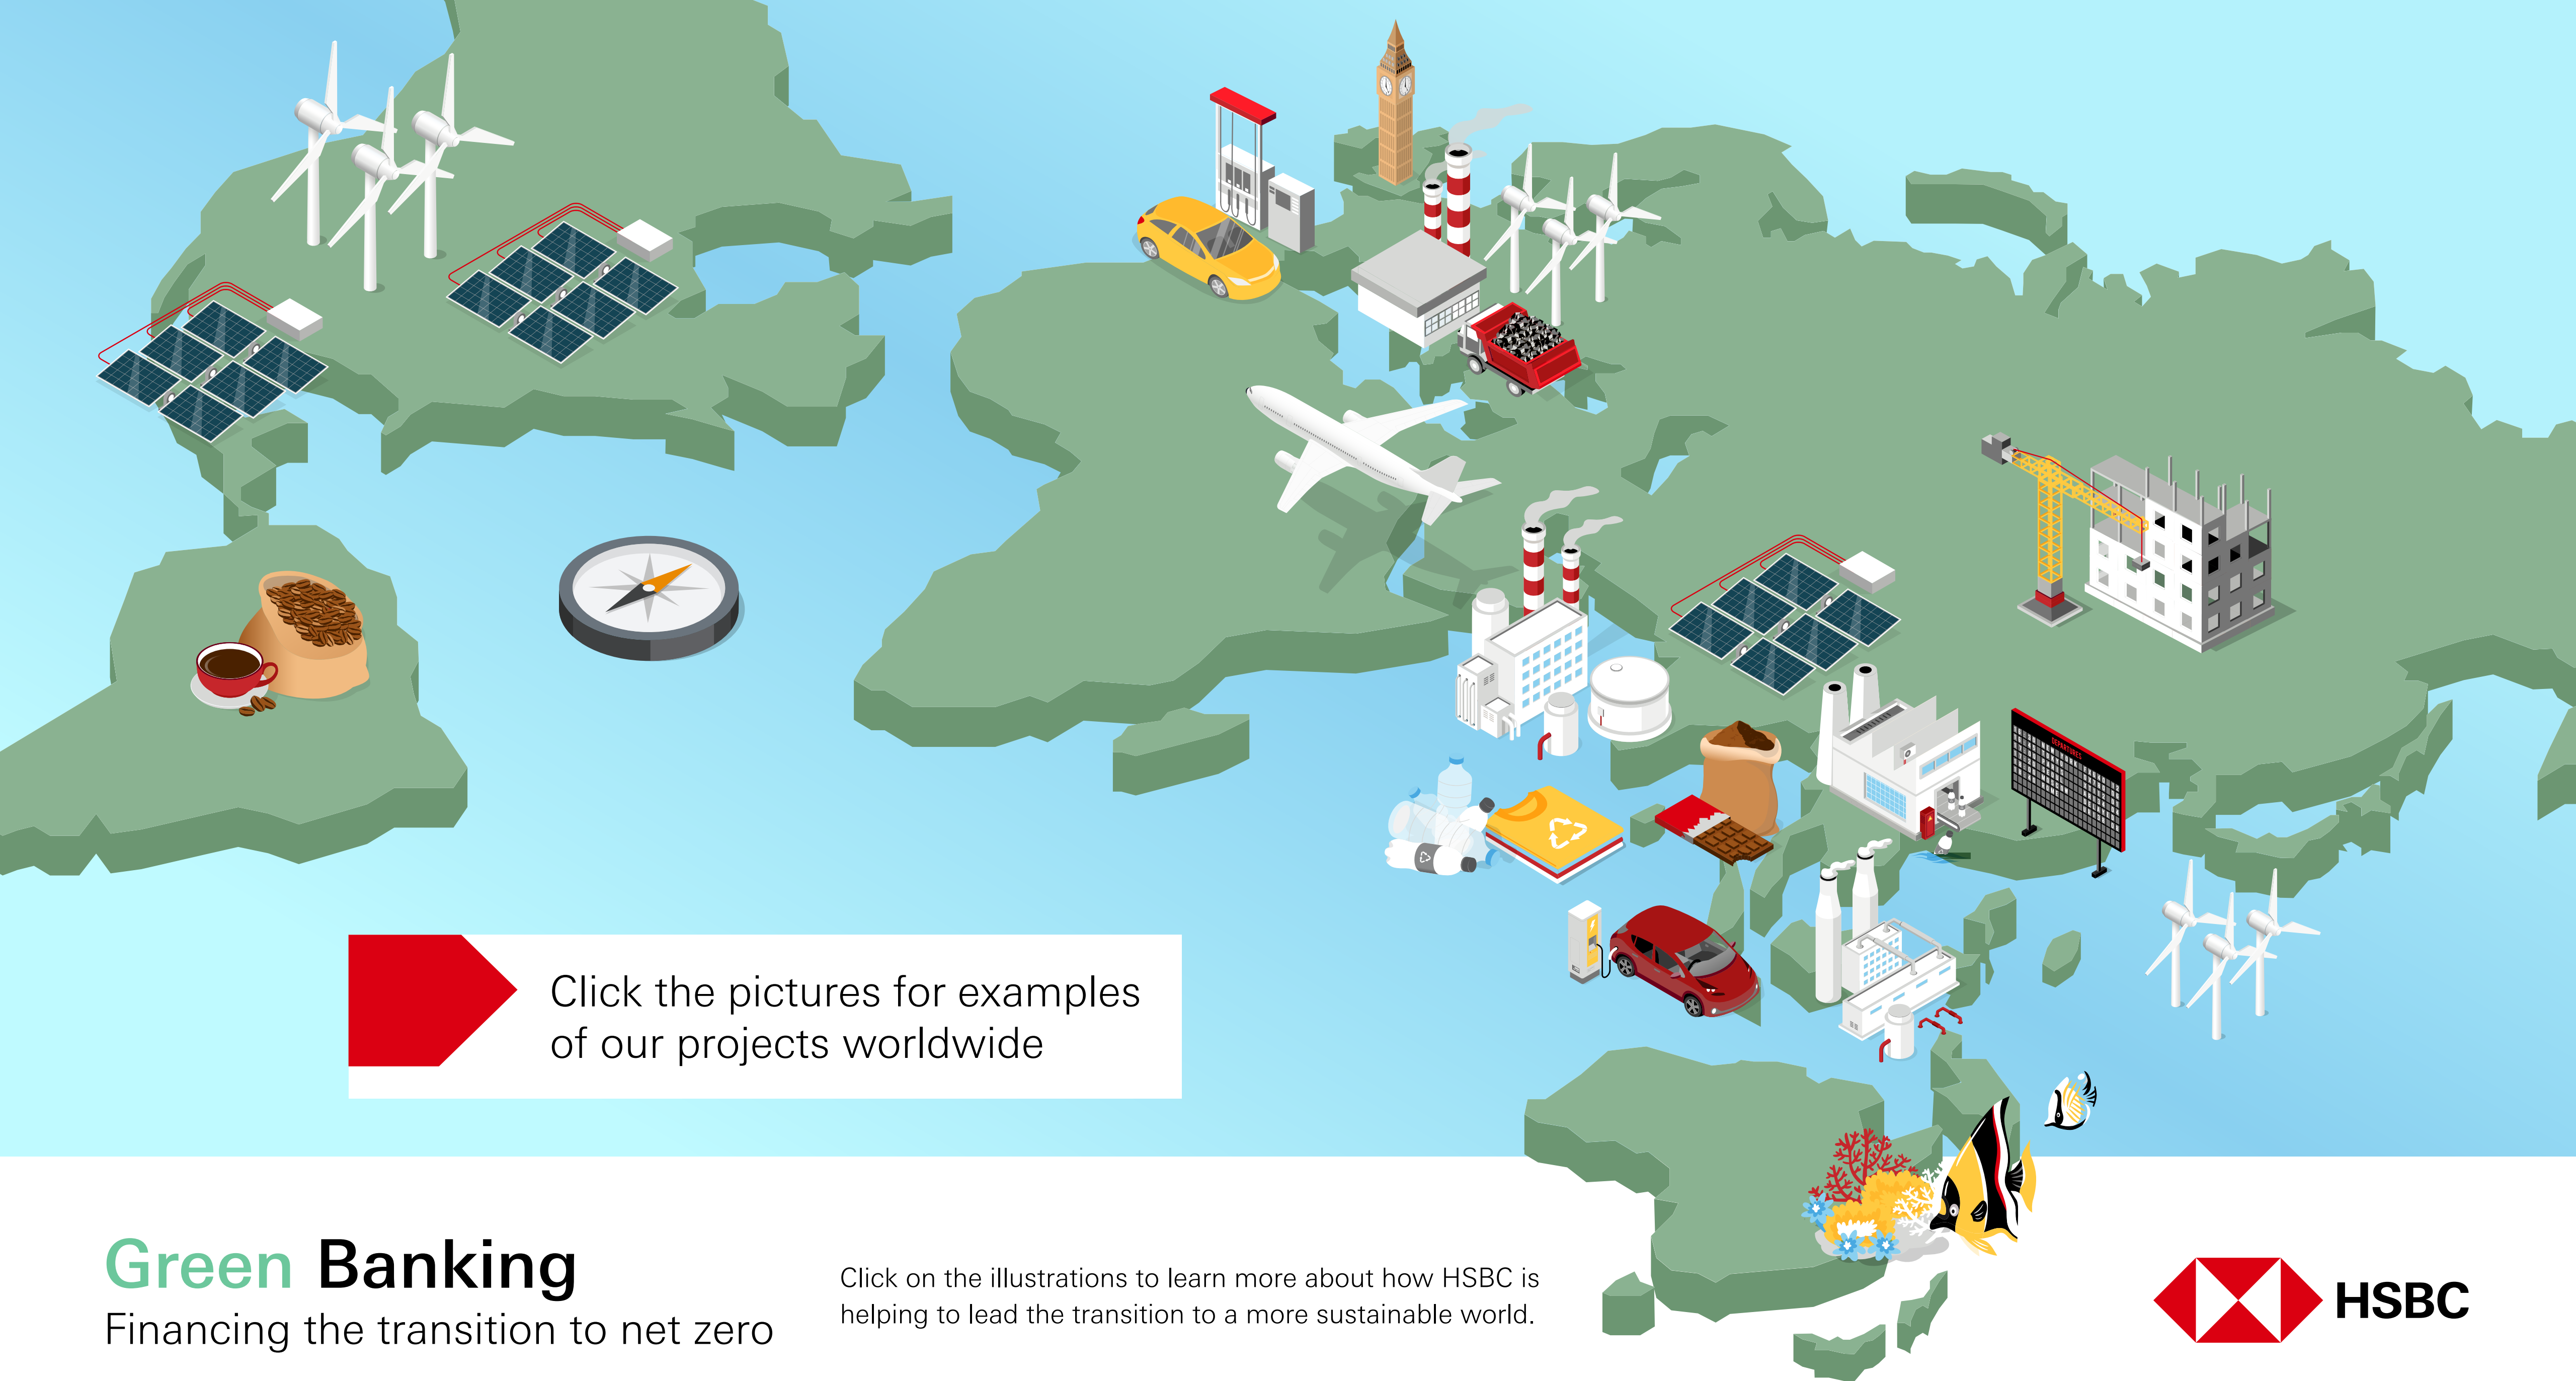 DEPARTURES
Click the pictures for examples
of our projects worldwide
Green Banking
Financing the transition to net zero
Click on the illustrations to learn more about how HSBC is
helping to lead the transition to a more sustainable world.
HSBC